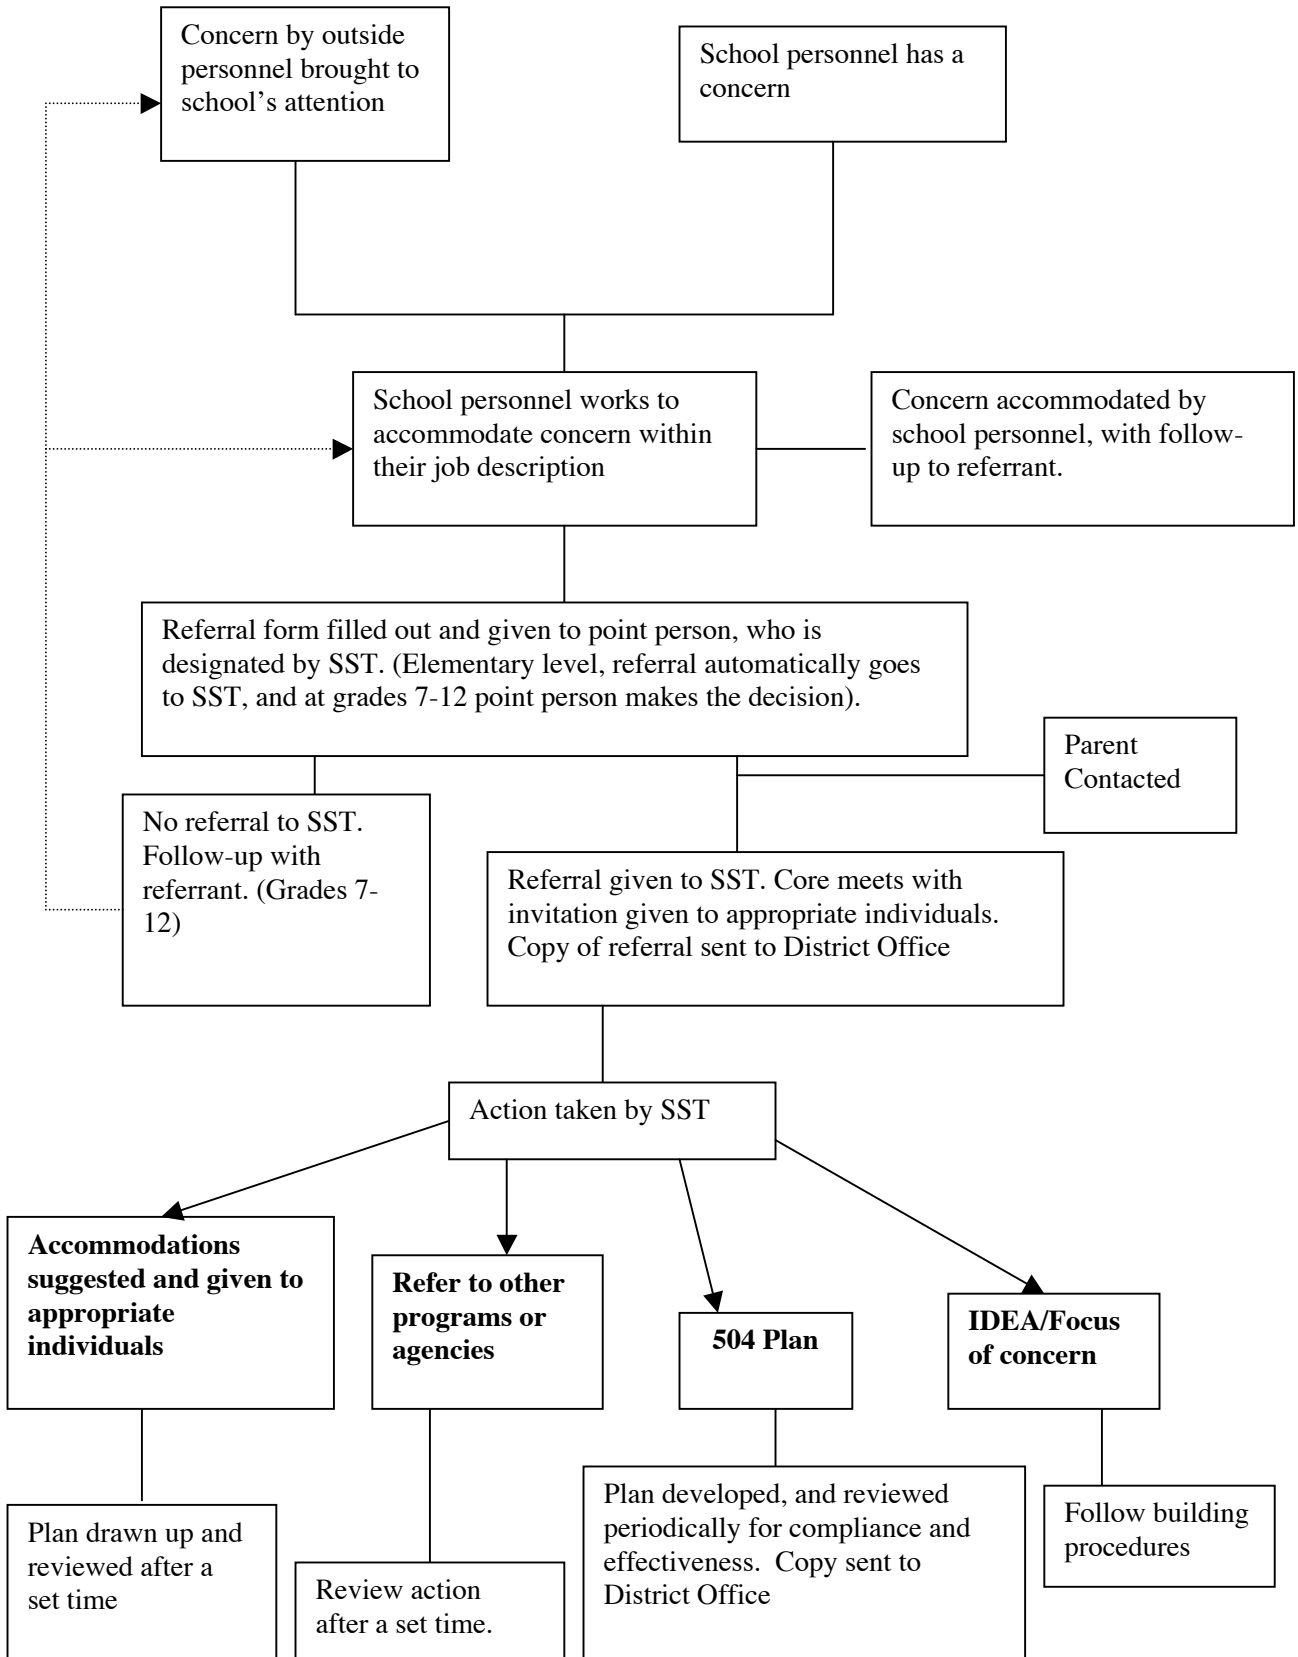 Concern by outside
personnel brought to
school’s attention
School personnel has a
concern
School personnel works to
accommodate concern within
their job description
Concern accommodated by
school personnel, with follow-
up to referrant.
Referral form filled out and given to point person, who is
designated by SST. (Elementary level, referral automatically goes
to SST, and at grades 7-12 point person makes the decision).
Parent
Contacted
No referral to SST.
Follow-up with
referrant. (Grades 7-
12)
Referral given to SST. Core meets with
invitation given to appropriate individuals.
Copy of referral sent to District Office
Action taken by SST
Accommodations
suggested and given to
appropriate
individuals
Refer to other
programs or
agencies
504 Plan
IDEA/Focus
of concern
Plan drawn up and
reviewed after a
set time
Review action
after a set time.
Plan developed, and reviewed
periodically for compliance and
effectiveness.  Copy sent to
District Office
Follow building
procedures